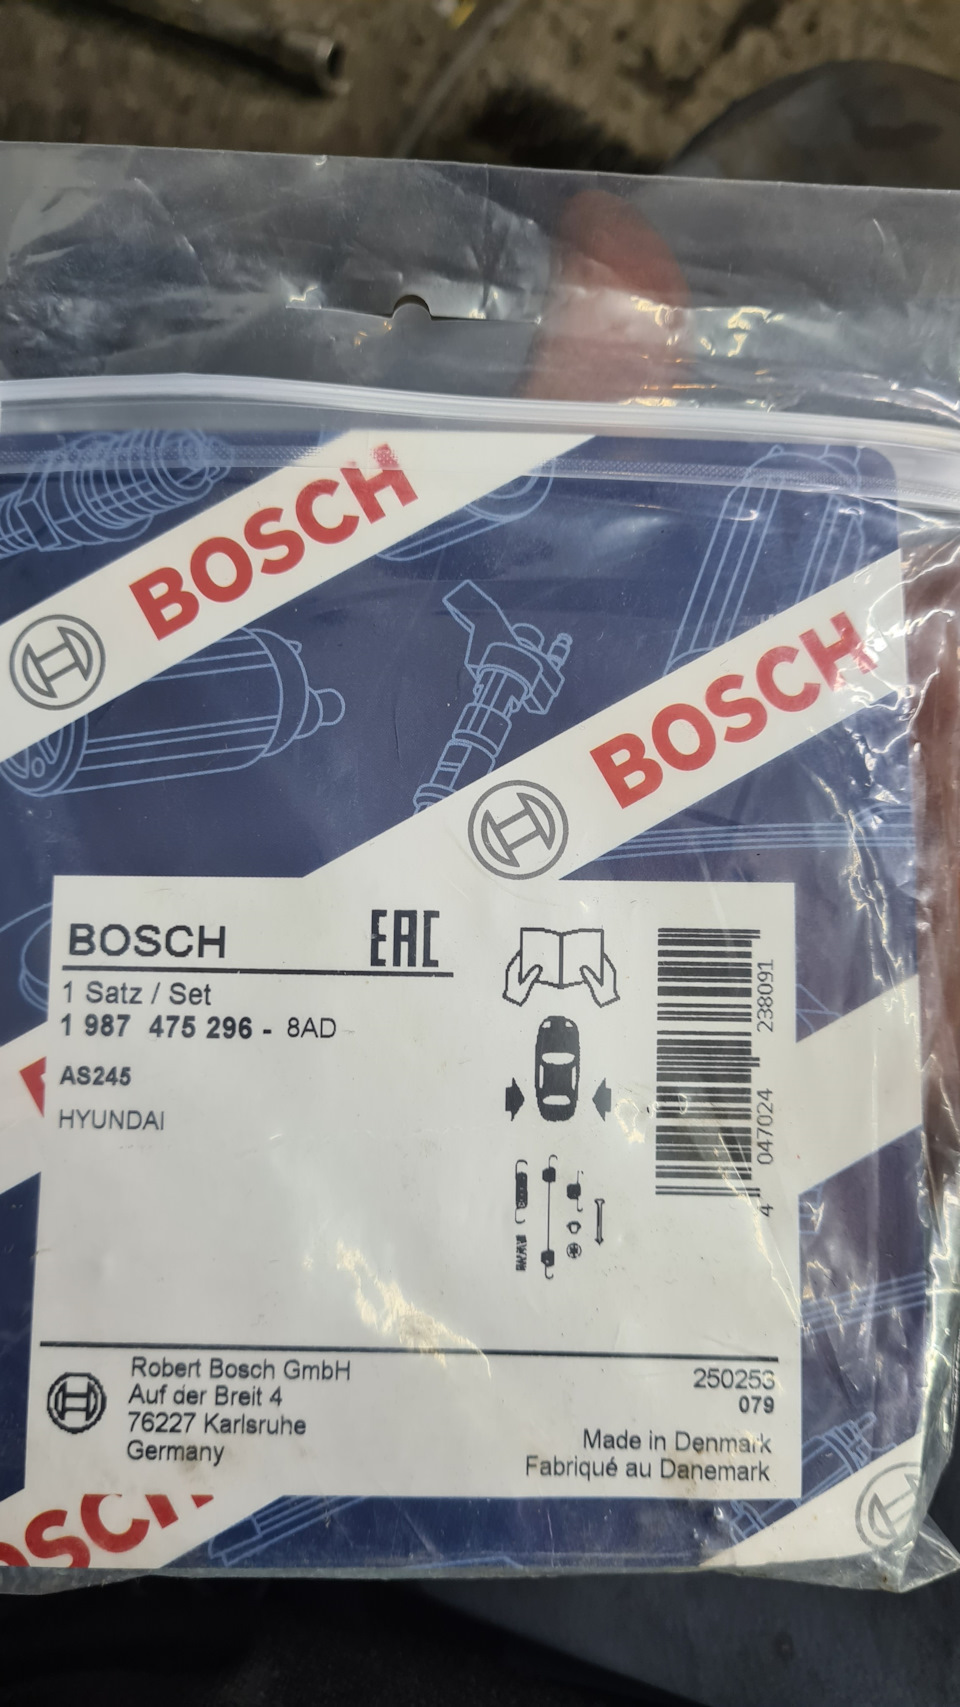 BOSCH
BOSCH
BOSCH
EAC
1 Satz / Set
1 987 475 296 - 8AD
AS245
HYUNDAI
4 047024 238091
Robert Bosch GmbH
Auf der Breit 4
76227 Karlsruhe
Germany
250253
079
Made in Denmark
Fabriqué au Danemark
BOSCH